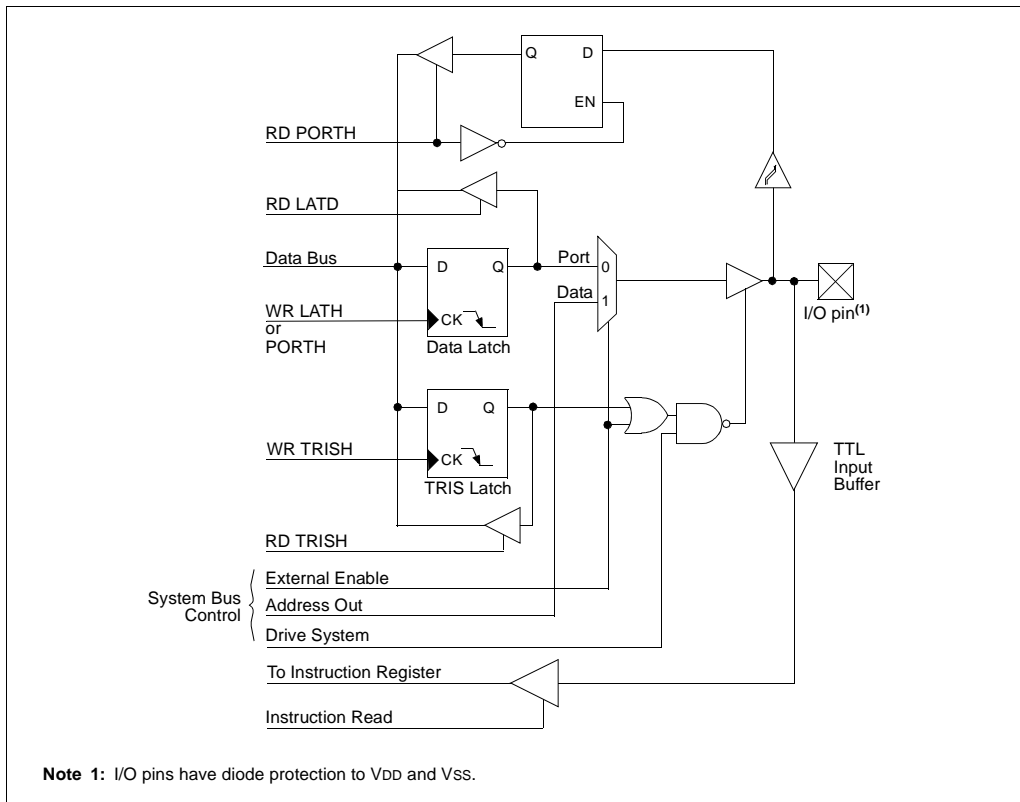 Q D
EN
RD PORTH
RD LATD
Data Bus
D Q
Port 0
Data 1
I/O pin(1)
WR LATH
or
PORTH
CK
Data Latch
D Q
WR TRISH
CK
TRIS Latch
TTL
Input
Buffer
RD TRISH
System Bus
Control
External Enable
Address Out
Drive System
To Instruction Register
Instruction Read
Note 1: I/O pins have diode protection to VDD and VSS.